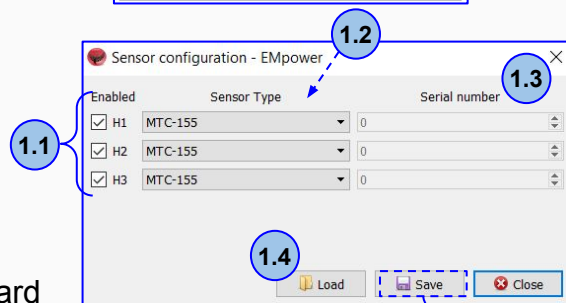 1.2
Sensor configuration - EMpower
1.3
Enabled Sensor Type Serial number
H1 MTC-155 0
1.1
H2 MTC-155 0
H3 MTC-155 0
1.4
Load Save Close